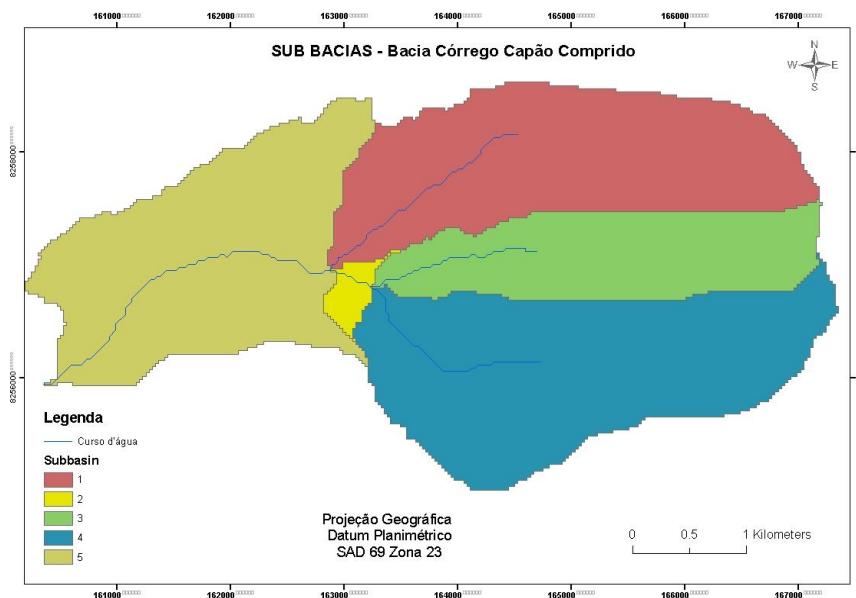 161000 162000 163000 164000 165000 166000 167000
SUB BACIAS - Bacia Córrego Capão Comprido
N
W E
S
8258000
8256000
Legenda
Curso d'água
Subbasin
1
2
3
4
5
Projeção Geográfica
Datum Planimétrico
SAD 69 Zona 23
0 0.5 1 Kilometers
161000 162000 163000 164000 165000 166000 167000